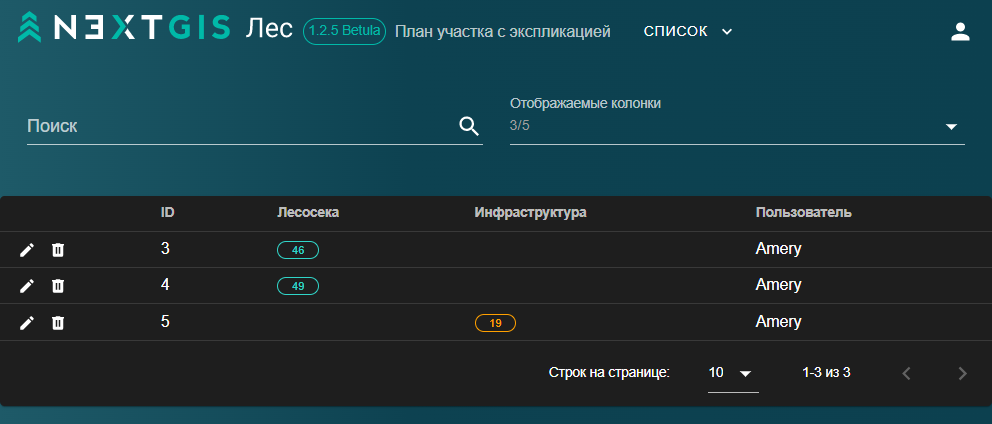 NEXTGIS Лес 1.2.5 Betula План участка с экспликацией СПИСОК
Отображаемые колонки
Поиск 3/5
ID Лесосека Инфраструктура Пользователь
3 46 Amery
4 49 Amery
5 19 Amery
Строк на странице: 10 1-3 из 3